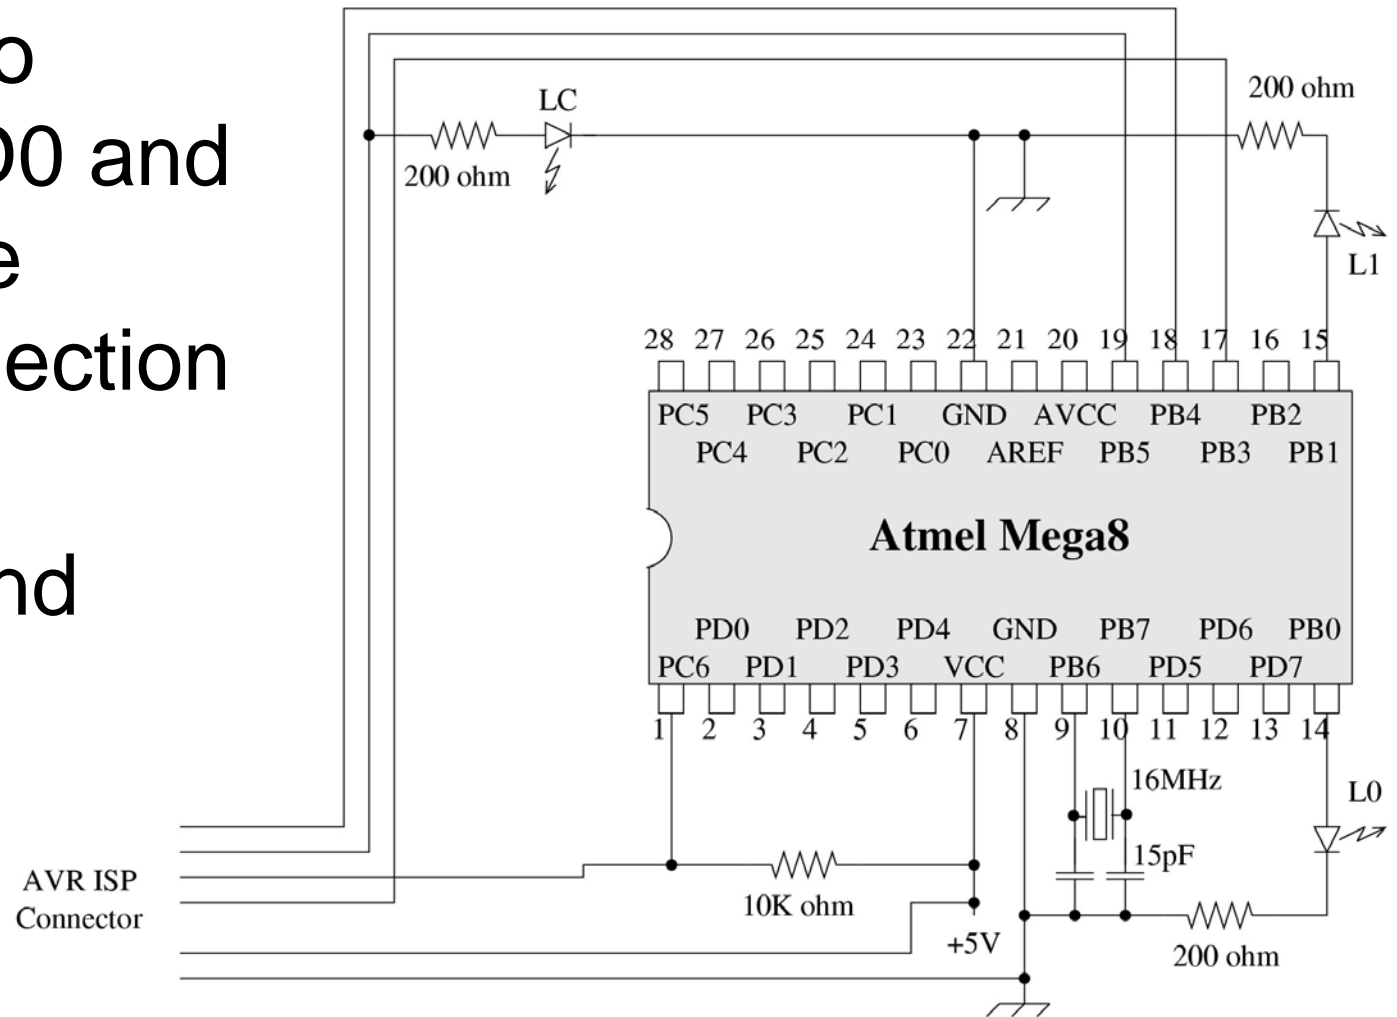 o
D0 and
e
ection
nd
200 ohm
LC
200 ohm
L1
28 27 26 25 24 23 22 21 20 19 18 17 16 15
PC5 PC3 PC1 GND AVCC PB4 PB2
PC4 PC2 PC0 AREF PB5 PB3 PB1
Atmel Mega8
PD0 PD2 PD4 GND PB7 PD6 PB0
PC6 PD1 PD3 VCC PB6 PD5 PD7
1 2 3 4 5 6 7 8 9 10 11 12 13 14
16MHz
L0
15pF
AVR ISP
Connector
10K ohm
+5V
200 ohm